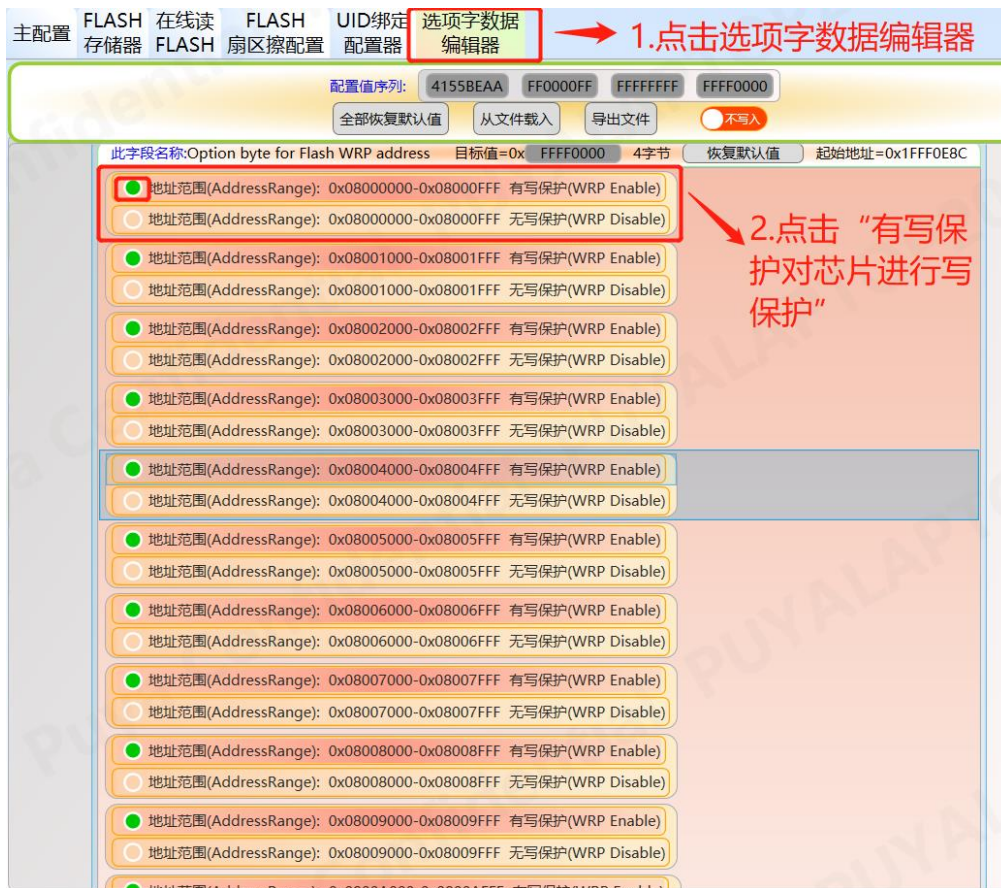 主配置
FLASH
存储器
在线读
FLASH
FLASH
扇区擦配置
UID绑定
配置器
选项字数据
编辑器
1.点击选项字数据编辑器
配置值序列: 4155BEAA FF0000FF FFFFFFFF FFFF0000
全部恢复默认值 从文件载入 导出文件 不写入
此字段名称:Option byte for Flash WRP address 目标值=0x FFFF0000 4字节 恢复默认值 起始地址=0x1FFF0E8C
地址范围(AddressRange): 0x08000000-0x08000FFF 有写保护(WRP Enable)
地址范围(AddressRange): 0x08000000-0x08000FFF 无写保护(WRP Disable)
2.点击“有写保
护对芯片进行写
保护”
地址范围(AddressRange): 0x08001000-0x08001FFF 有写保护(WRP Enable)
地址范围(AddressRange): 0x08001000-0x08001FFF 无写保护(WRP Disable)
地址范围(AddressRange): 0x08002000-0x08002FFF 有写保护(WRP Enable)
地址范围(AddressRange): 0x08002000-0x08002FFF 无写保护(WRP Disable)
地址范围(AddressRange): 0x08003000-0x08003FFF 有写保护(WRP Enable)
地址范围(AddressRange): 0x08003000-0x08003FFF 无写保护(WRP Disable)
地址范围(AddressRange): 0x08004000-0x08004FFF 有写保护(WRP Enable)
地址范围(AddressRange): 0x08004000-0x08004FFF 无写保护(WRP Disable)
地址范围(AddressRange): 0x08005000-0x08005FFF 有写保护(WRP Enable)
地址范围(AddressRange): 0x08005000-0x08005FFF 无写保护(WRP Disable)
地址范围(AddressRange): 0x08006000-0x08006FFF 有写保护(WRP Enable)
地址范围(AddressRange): 0x08006000-0x08006FFF 无写保护(WRP Disable)
地址范围(AddressRange): 0x08007000-0x08007FFF 有写保护(WRP Enable)
地址范围(AddressRange): 0x08007000-0x08007FFF 无写保护(WRP Disable)
地址范围(AddressRange): 0x08008000-0x08008FFF 有写保护(WRP Enable)
地址范围(AddressRange): 0x08008000-0x08008FFF 无写保护(WRP Disable)
地址范围(AddressRange): 0x08009000-0x08009FFF 有写保护(WRP Enable)
地址范围(AddressRange): 0x08009000-0x08009FFF 无写保护(WRP Disable)